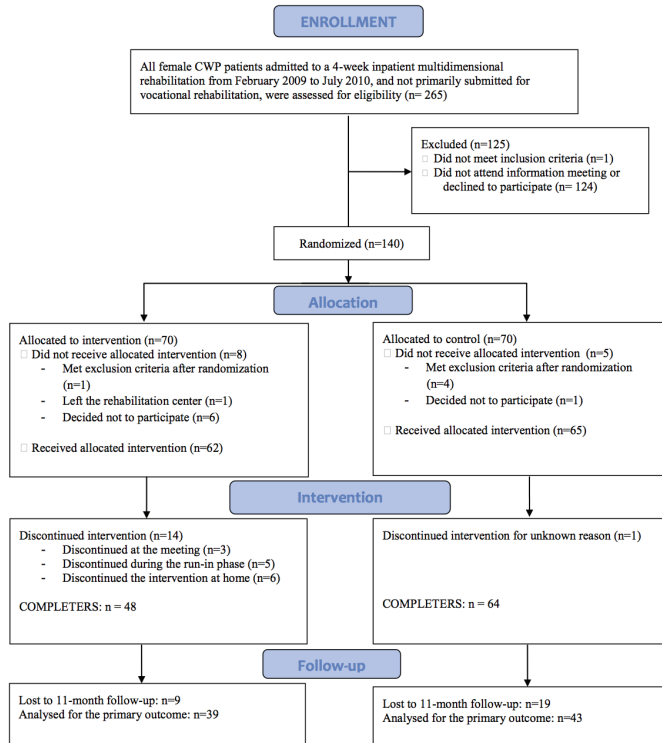 ENROLLMENT
All female CWP patients admitted to a 4-week inpatient multidimensional
rehabilitation from February 2009 to July 2010, and not primarily submitted for
vocational rehabilitation, were assessed for eligibility (n= 265)
Excluded (n=125)
□ Did not meet inclusion criteria (n=1)
□ Did not attend information meeting or
declined to participate (n= 124)
Randomized (n=140)
Allocation
Allocated to intervention (n=70)
□ Did not receive allocated intervention (n=8)
- Met exclusion criteria after randomization
(n=1)
- Left the rehabilitation center (n=1)
- Decided not to participate (n=6)
□ Received allocated intervention (n=62)
Allocated to control (n=70)
□ Did not receive allocated intervention (n=5)
- Met exclusion criteria after randomization
(n=4)
- Decided not to participate (n=1)
□ Received allocated intervention (n=65)
Intervention
Discontinued intervention (n=14)
- Discontinued at the meeting (n=3)
- Discontinued during the run-in phase (n=5)
- Discontinued the intervention at home (n=6)
COMPLETERS: n = 48
Discontinued intervention for unknown reason (n=1)
COMPLETERS: n = 64
Follow-up
Lost to 11-month follow-up: n=9
Analysed for the primary outcome: n=39
Lost to 11-month follow-up: n=19
Analysed for the primary outcome: n=43